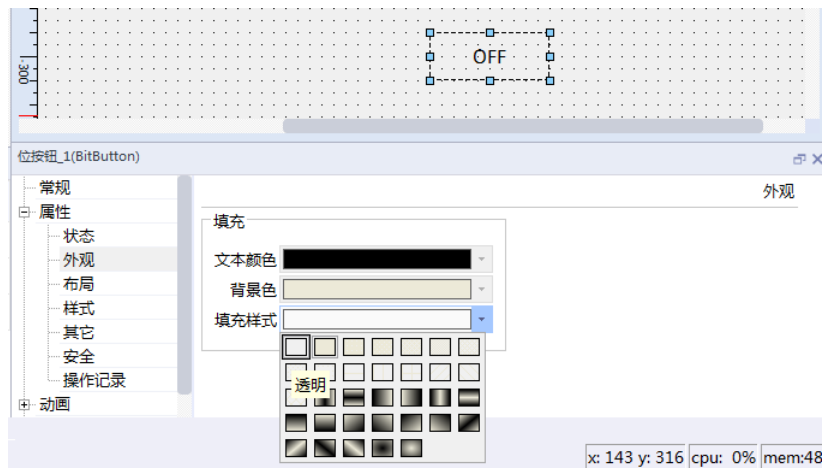 OFF
-300
位按钮_1(BitButton)
常规
属性
状态
外观
布局
样式
其它
安全
操作记录
动画
外观
填充
文本颜色
背景色
填充样式
透明
x: 143 y: 316 cpu: 0% mem:48